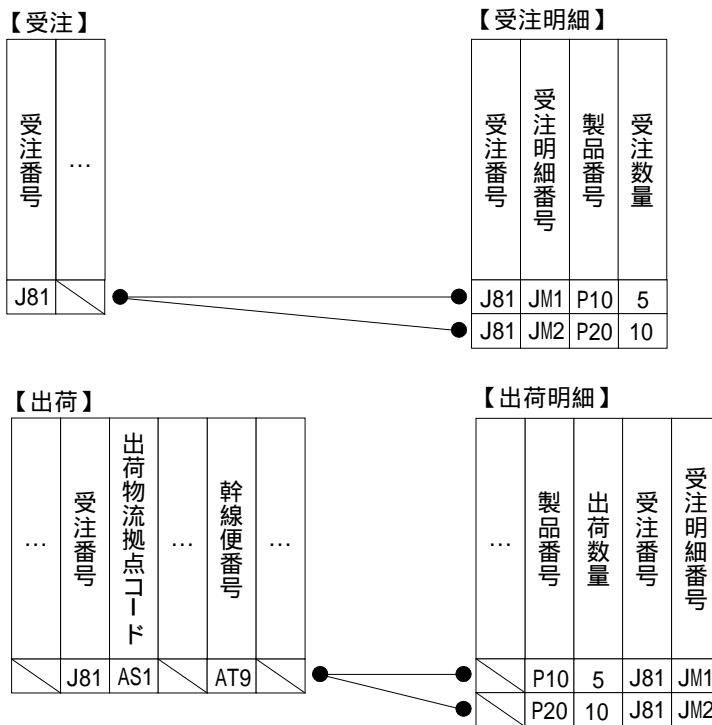 【受注】
受注番号 …
J81
【受注明細】
受注番号 受注明細番号 製品番号 受注数量
J81 JM1 P10 5
J81 JM2 P20 10
【出荷】
… 受注番号 出荷物流拠点コード … 幹線便番号 …
J81 AS1 AT9
【出荷明細】
… 製品番号 出荷数量 受注番号 受注明細番号
P10 5 J81 JM1
P20 10 J81 JM2